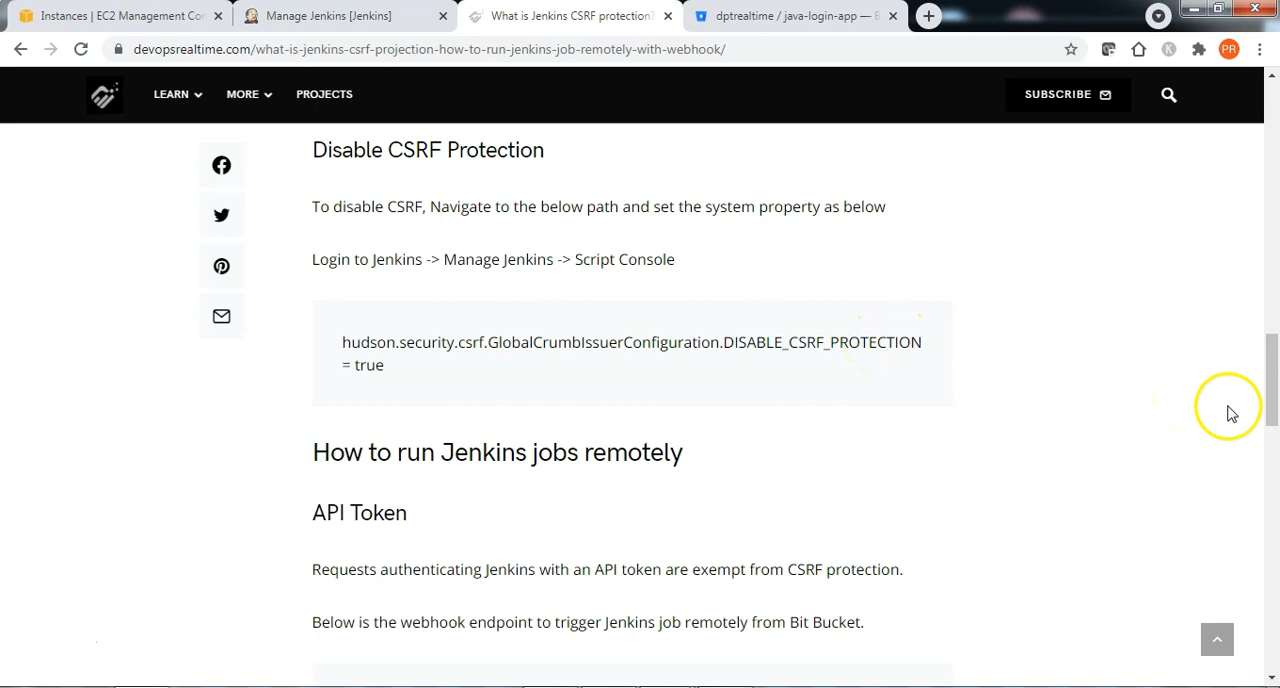 Instances | EC2 Management Con
Manage Jenkins [Jenkins]
What is Jenkins CSRF protection?
dptrealtime / java-login-app — B
devopsrealtime.com/what-is-jenkins-csrf-projection-how-to-run-jenkins-job-remotely-with-webhook/
K
PR
LEARN
MORE
PROJECTS
SUBSCRIBE
Disable CSRF Protection
To disable CSRF, Navigate to the below path and set the system property as below
Login to Jenkins -> Manage Jenkins -> Script Console
hudson.security.csrf.GlobalCrumbIssuerConfiguration.DISABLE_CSRF_PROTECTION
= true
How to run Jenkins jobs remotely
API Token
Requests authenticating Jenkins with an API token are exempt from CSRF protection.
Below is the webhook endpoint to trigger Jenkins job remotely from Bit Bucket.